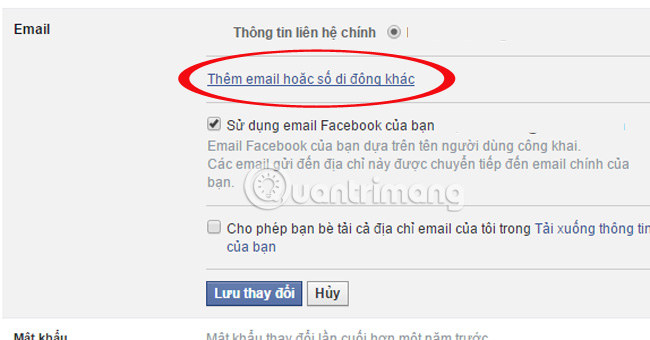 Email
Thông tin liên hệ chính
Thêm email hoặc số di động khác
Sử dụng email Facebook của bạn
Email Facebook của bạn dựa trên tên người dùng công khai.
Các email gửi đến địa chỉ này được chuyển tiếp đến email chính của
bạn.
Quantrimang
Cho phép bạn bè tải cả địa chỉ email của tôi trong Tải xuống thông tin
của bạn
Lưu thay đổi Hủy
Mật khẩu Mật khẩu thay đổi lần cuối hơn một năm trước.